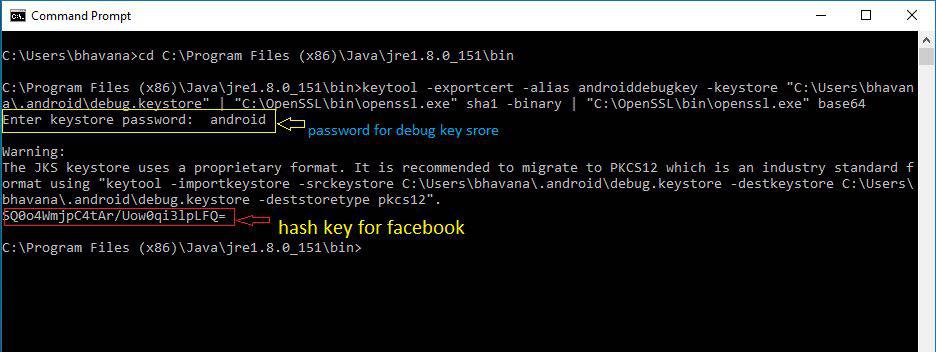 Command Prompt
C:\Users\bhavana>cd C:\Program Files (x86)\Java\jre1.8.0_151\bin
C:\Program Files (x86)\Java\jre1.8.0_151\bin>keytool -exportcert -alias androiddebugkey -keystore "C:\Users\bhavan
a\.android\debug.keystore" | "C:\OpenSSL\bin\openssl.exe" sha1 -binary | "C:\OpenSSL\bin\openssl.exe" base64
Enter keystore password:  android
password for debug key srore
Warning:
The JKS keystore uses a proprietary format. It is recommended to migrate to PKCS12 which is an industry standard f
ormat using "keytool -importkeystore -srckeystore C:\Users\bhavana\.android\debug.keystore -destkeystore C:\Users\
bhavana\.android\debug.keystore -deststoretype pkcs12".
SQ0o4WmjpC4tAr/Uow0qi3lpLFQ=
hash key for facebook
C:\Program Files (x86)\Java\jre1.8.0_151\bin>